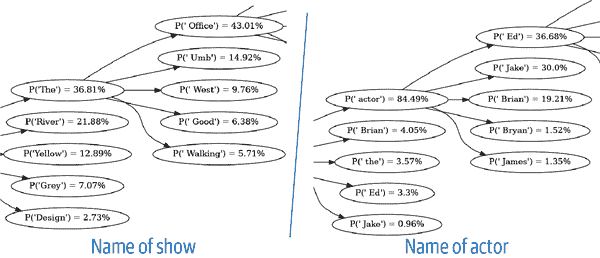 P(' Office') = 43.01%
P(' Umb') = 14.92%
P('The') = 36.81%
P(' West') = 9.76%
P('River') = 21.88%
P(' Good') = 6.38%
P('Yellow') = 12.89%
P(' Walking') = 5.71%
P('Grey') = 7.07%
P('Design') = 2.73%
Name of show
P(' Ed') = 36.68%
P('Jake') = 30.0%
P(' actor') = 84.49%
P(' Brian') = 19.21%
P(' Brian') = 4.05%
P(' Bryan') = 1.52%
P(' the') = 3.57%
P(' James') = 1.35%
P(' Ed') = 3.3%
P(' Jake') = 0.96%
Name of actor